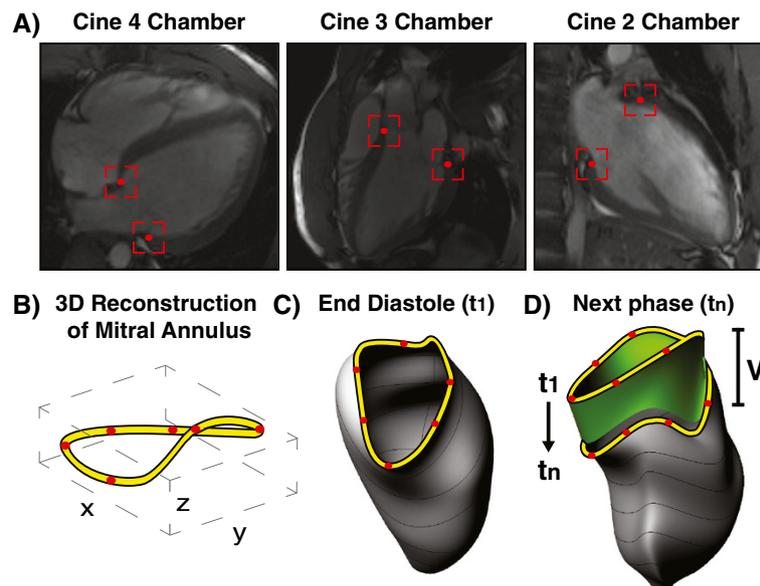 A) Cine 4 Chamber Cine 3 Chamber Cine 2 Chamber
B) 3D Reconstruction of Mitral Annulus
C) End Diastole (t1)
D) Next phase (tn)
t1
tn
V
x
z
y